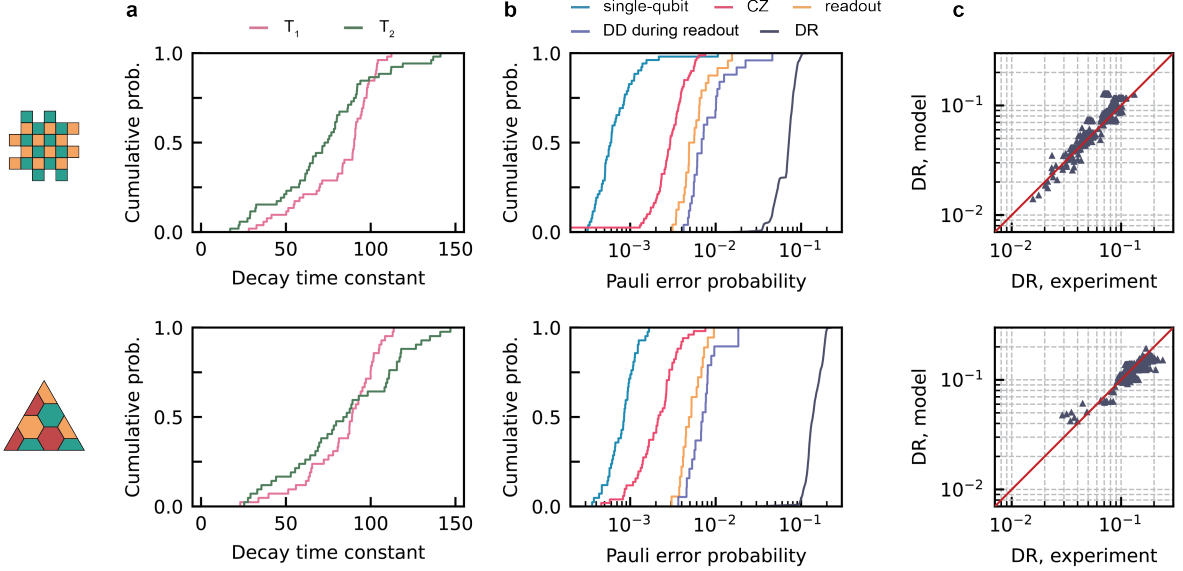 a
T₁ T₂
b
single-qubit CZ readout
DD during readout DR
c
1.0
0.5
0.0
Cumulative prob.
0 50 100 150
Decay time constant
1.0
0.5
0.0
Cumulative prob.
10⁻³ 10⁻² 10⁻¹
Pauli error probability
10⁻¹
10⁻²
DR, model
10⁻² 10⁻¹
DR, experiment
1.0
0.5
0.0
Cumulative prob.
0 50 100 150
Decay time constant
1.0
0.5
0.0
Cumulative prob.
10⁻³ 10⁻² 10⁻¹
Pauli error probability
10⁻¹
10⁻²
DR, model
10⁻² 10⁻¹
DR, experiment